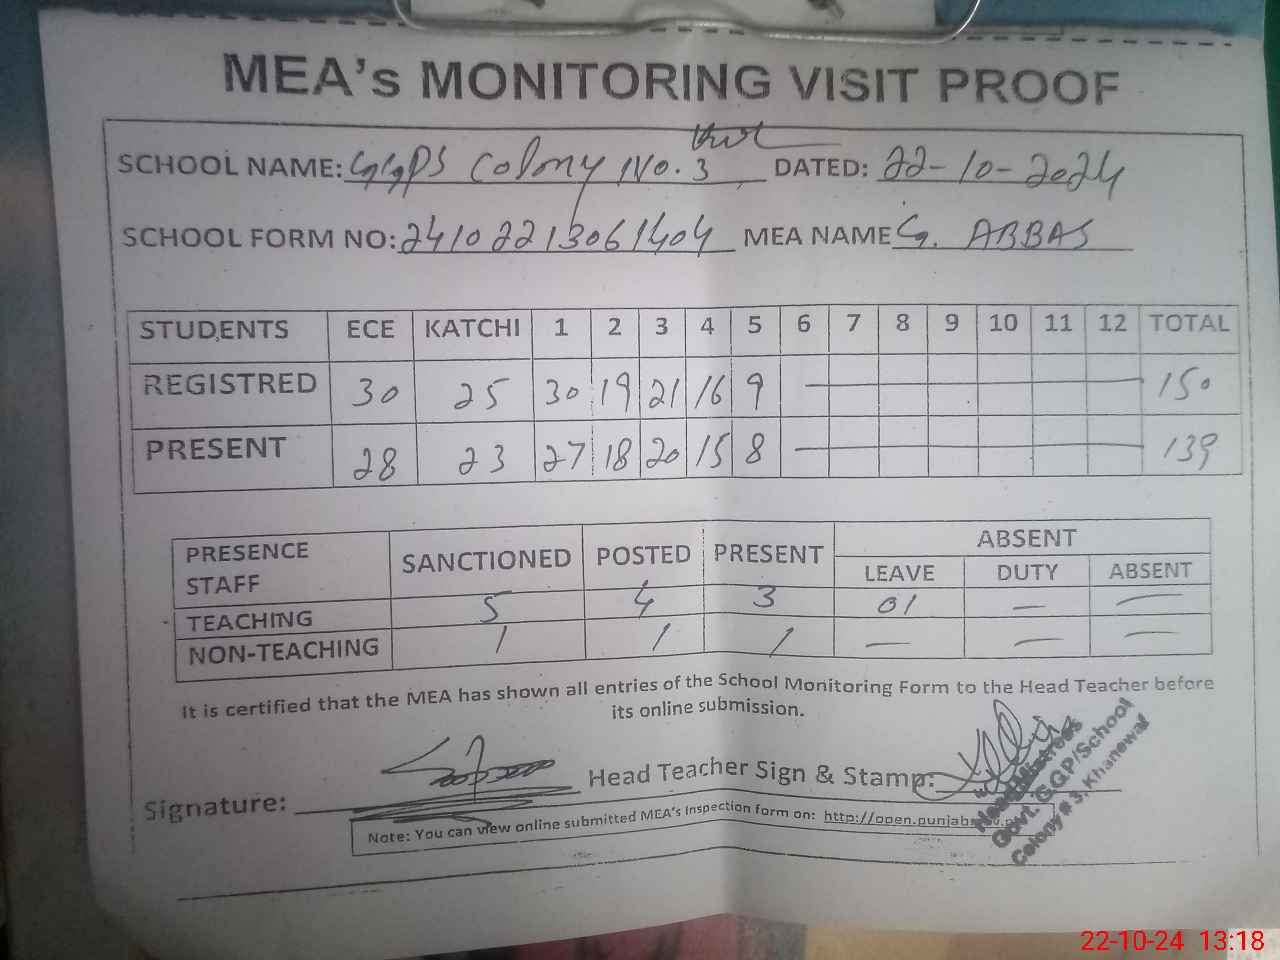 MEA's MONITORING VISIT PROOF
SCHOOL NAME: GGPS Colony No. 3 DATED: 22-10-2024
SCHOOL FORM NO: 24102213061404 MEA NAME G. ABBAS
STUDENTS ECE KATCHI 1 2 3 4 5 6 7 8 9 10 11 12 TOTAL
REGISTRED 30 25 30 19 21 16 9 150
PRESENT 28 23 27 18 20 15 8 139
PRESENCE STAFF SANCTIONED POSTED PRESENT ABSENT
LEAVE DUTY ABSENT
TEACHING 5 4 3 01 — —
NON-TEACHING 1 1 1 — — —
It is certified that the MEA has shown all entries of the School Monitoring Form to the Head Teacher before
its online submission.
Signature: Head Teacher Sign & Stamp:
Headmistress
Govt. G.G.P/School
Colony # 3, Khanewal
Note: You can view online submitted MEA's Inspection form on: http://open.punjab
22-10-24 13:18